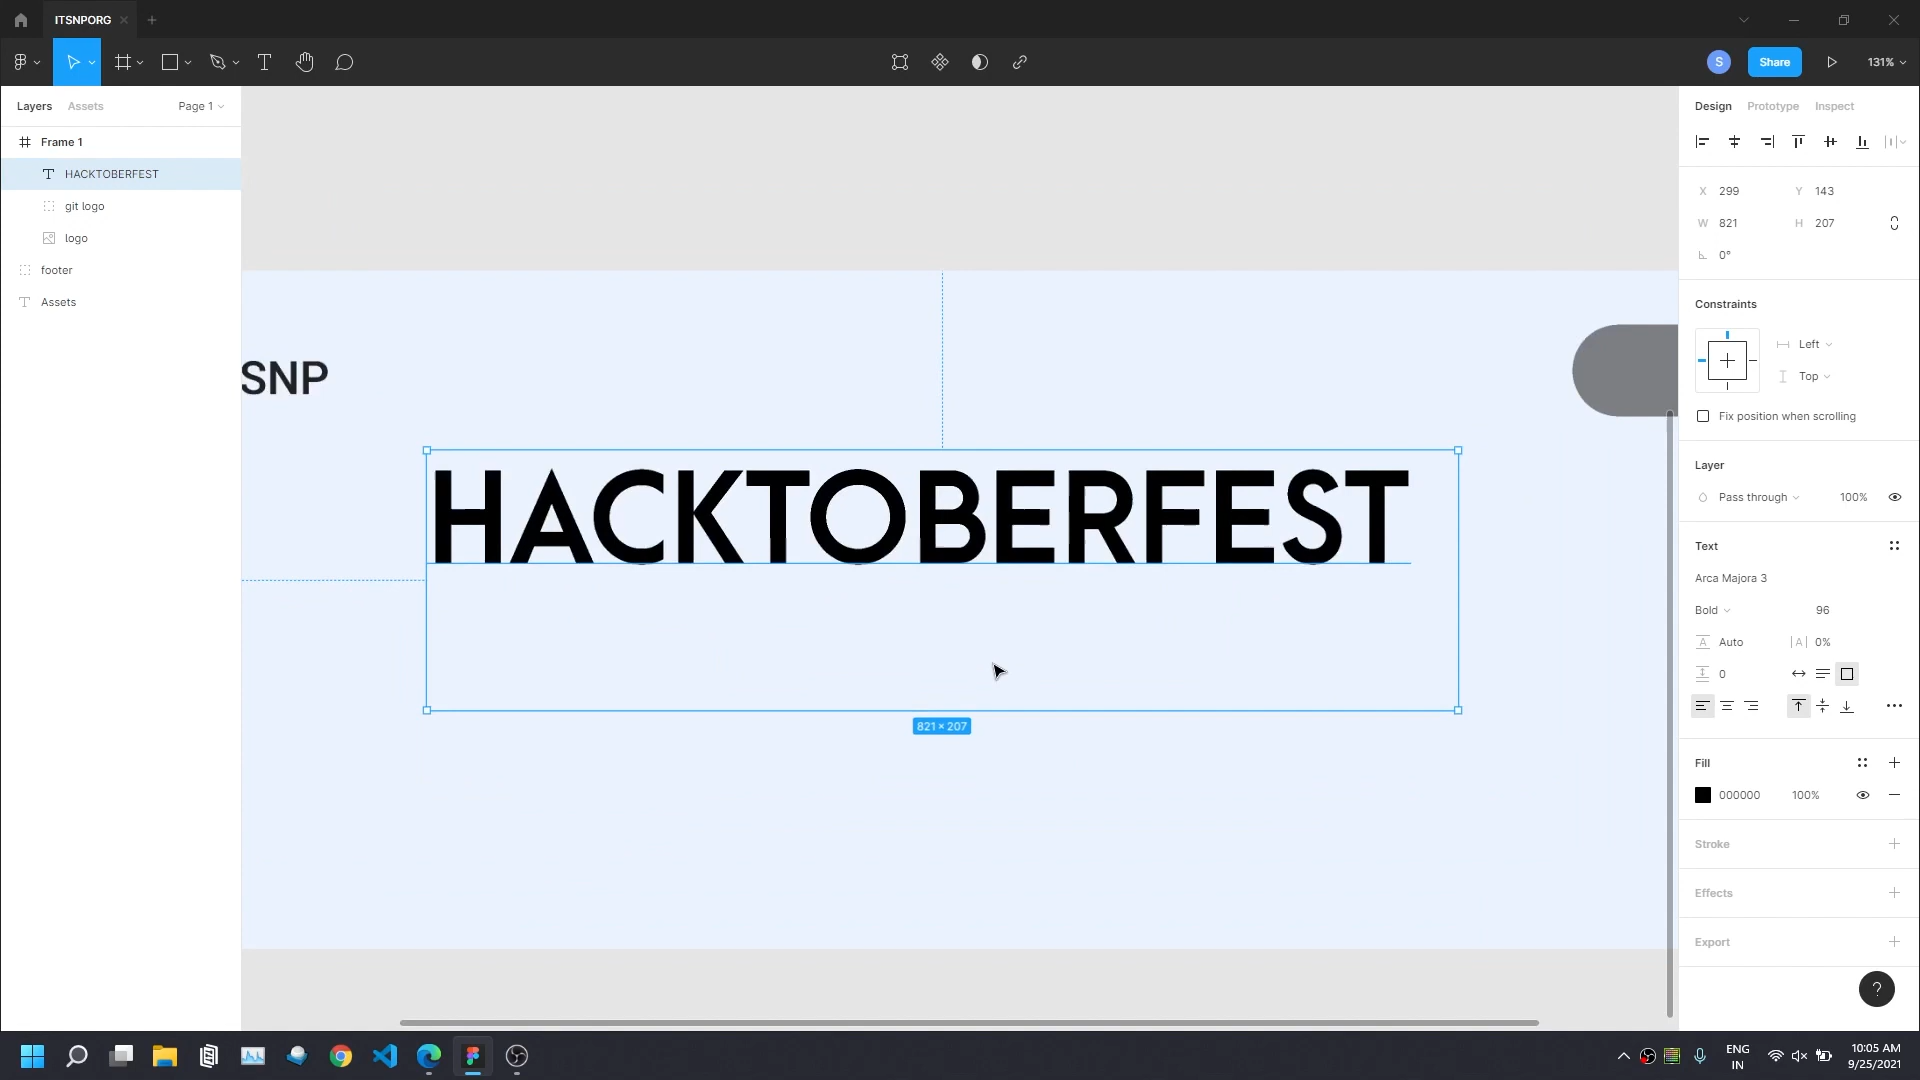 ITSNPORG
S
Share
131%
Layers
Assets
Page 1
Frame 1
HACKTOBERFEST
git logo
logo
footer
Assets
SNP
HACKTOBERFEST
821 × 207
Design
Prototype
Inspect
X 299
Y 143
W 821
H 207
0°
Constraints
Left
Top
Fix position when scrolling
Layer
Pass through
100%
Text
Arca Majora 3
Bold
96
A Auto
|A| 0%
0
Fill
000000
100%
Stroke
Effects
Export
?
ENG
IN
10:05 AM
9/25/2021